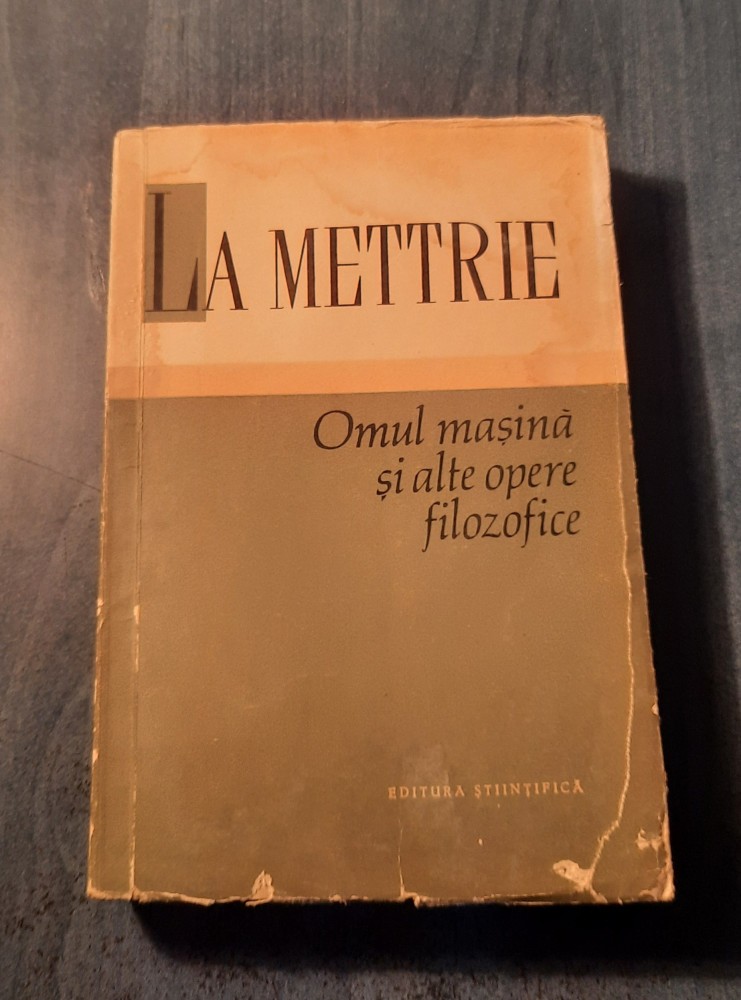 LA METTRIE
Omul mașină
și alte opere
filozofice
EDITURA ȘTIINȚIFICĂ